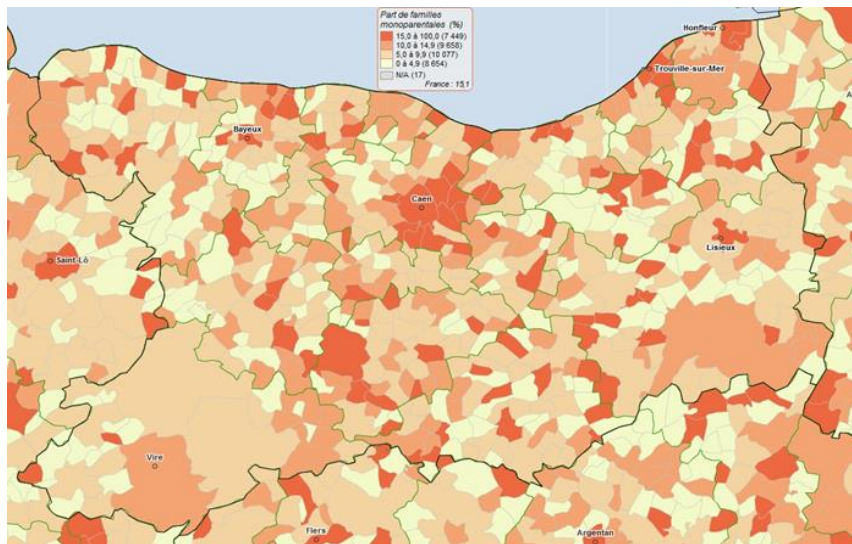 Part de familles
monoparentales (%)
15,0 à 100,0 (7 449)
10,0 à 14,9 (9 658)
5,0 à 9,9 (10 077)
0 à 4,9 (8 654)
N/A (17)
France : 15,1
Honfleur
Trouville-sur-Mer
A
Bayeux
Caen
Lisieux
Saint-Lô
Vire
Flers
Argentan